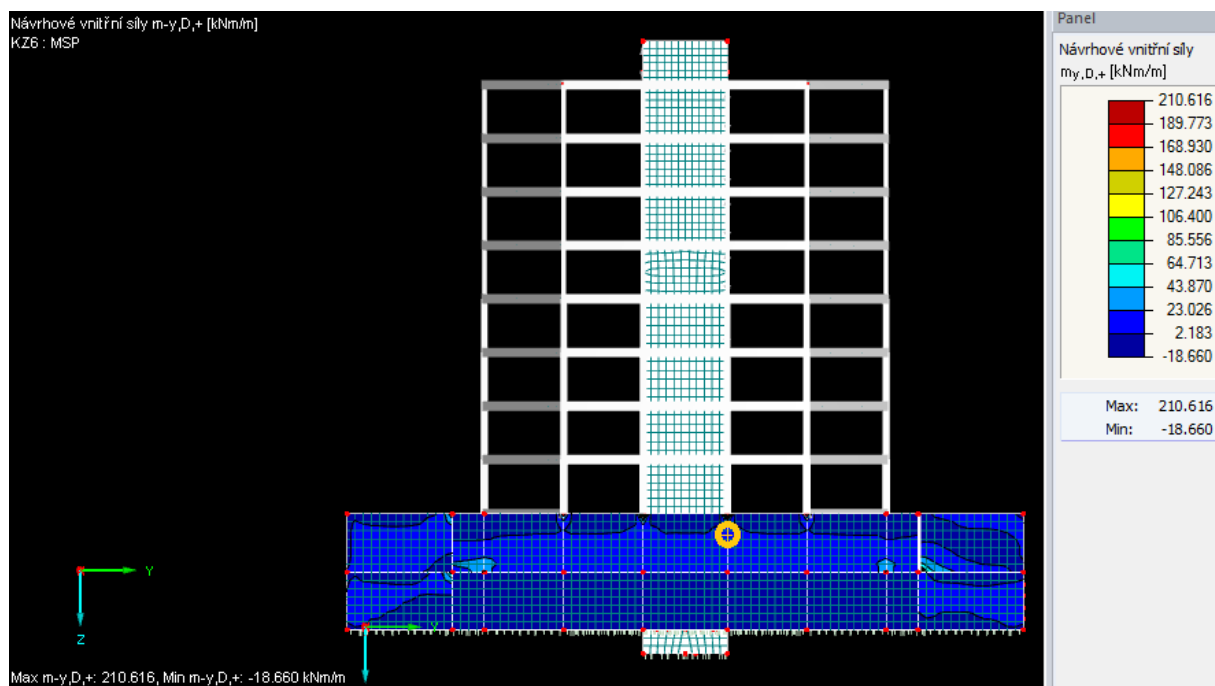 Návrhové vnitřní síly m-y,D,+ [kNm/m]
KZ6 : MSP
Y
Z
Y
Max m-y,D,+: 210.616, Min m-y,D,+: -18.660 kNm/m
Panel
Návrhové vnitřní síly
my,D,+ [kNm/m]
210.616
189.773
168.930
148.086
127.243
106.400
85.556
64.713
43.870
23.026
2.183
-18.660
Max: 210.616
Min: -18.660